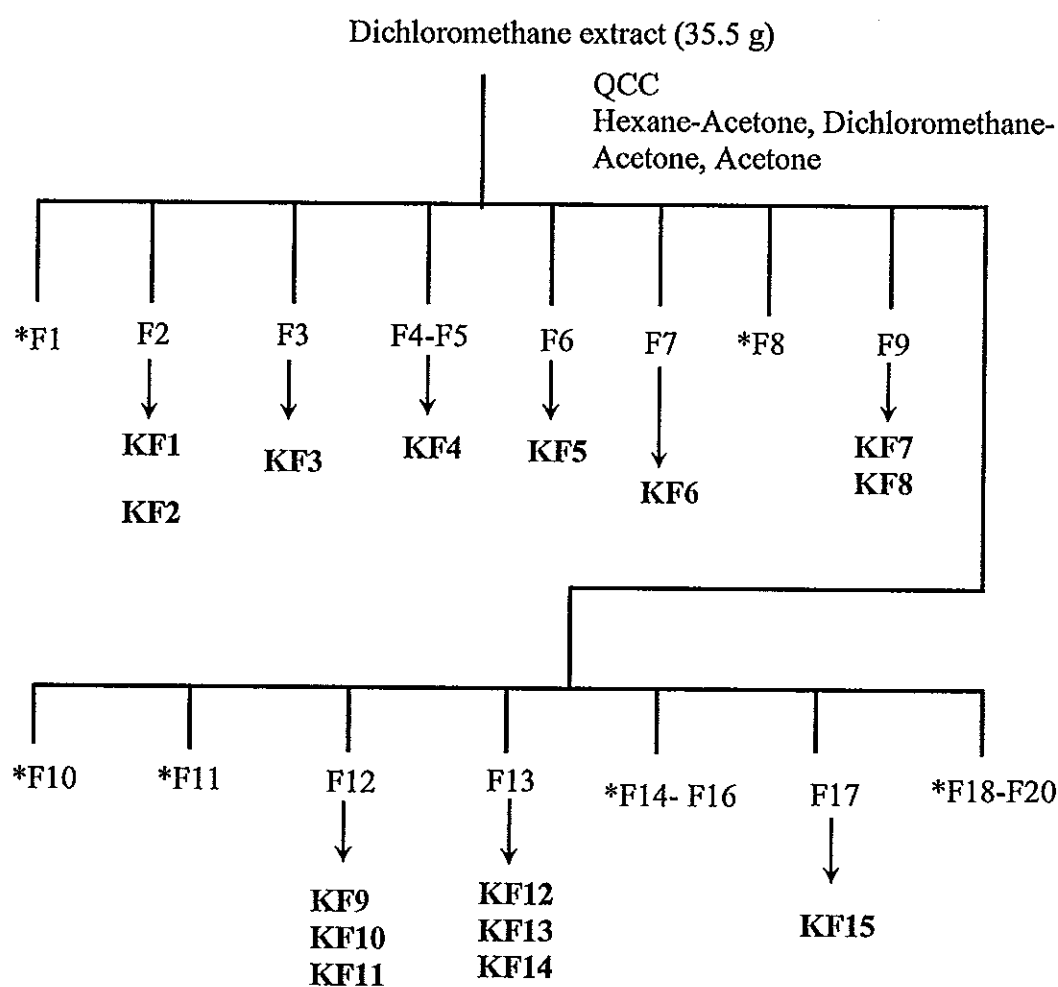 Dichloromethane extract (35.5 g)
QCC
Hexane-Acetone, Dichloromethane-
Acetone, Acetone
*F1 F2 F3 F4-F5 F6 F7 *F8 F9
KF1 KF3 KF4 KF5 KF6 KF7
KF2 KF8
*F10 *F11 F12 F13 *F14- F16 F17 *F18-F20
KF9 KF12 KF15
KF10 KF13
KF11 KF14